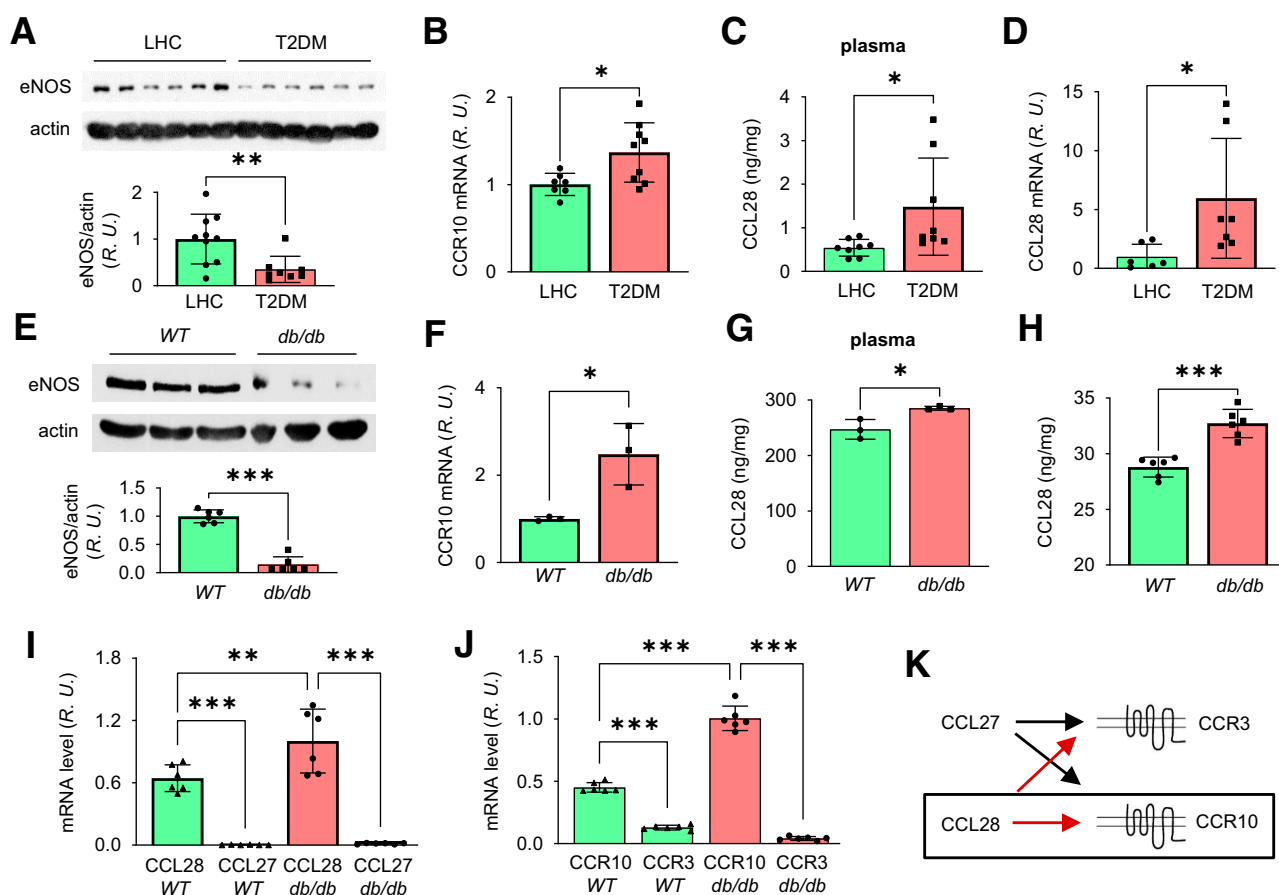 A
LHC T2DM
eNOS
actin
**
eNOS/actin
(R. U.)
2
1
0
LHC T2DM
B
*
CCR10 mRNA (R. U.)
2
1
0
LHC T2DM
C
plasma
*
CCL28 (ng/mg)
4
3
2
1
0
LHC T2DM
D
*
CCL28 mRNA (R. U.)
15
10
5
0
LHC T2DM
E
WT db/db
eNOS
actin
***
eNOS/actin
(R. U.)
1.5
1.0
0.5
0.0
WT db/db
F
*
CCR10 mRNA (R. U.)
4
2
0
WT db/db
G
plasma
*
CCL28 (ng/mg)
300
200
100
0
WT db/db
H
***
CCL28 (ng/mg)
35
30
25
20
WT db/db
I
** ***
***
mRNA level (R. U.)
1.8
1.2
0.6
0.0
CCL28 CCL27 CCL28 CCL27
WT WT db/db db/db
J
*** ***
***
mRNA level (R. U.)
1.5
1.0
0.5
0.0
CCR10 CCR3 CCR10 CCR3
WT WT db/db db/db
K
CCL27 CCR3
CCL28 CCR10